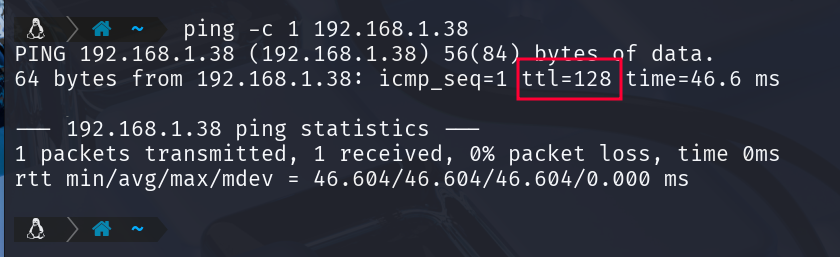 ~ ping -c 1 192.168.1.38
PING 192.168.1.38 (192.168.1.38) 56(84) bytes of data.
64 bytes from 192.168.1.38: icmp_seq=1 ttl=128 time=46.6 ms
--- 192.168.1.38 ping statistics ---
1 packets transmitted, 1 received, 0% packet loss, time 0ms
rtt min/avg/max/mdev = 46.604/46.604/46.604/0.000 ms
~